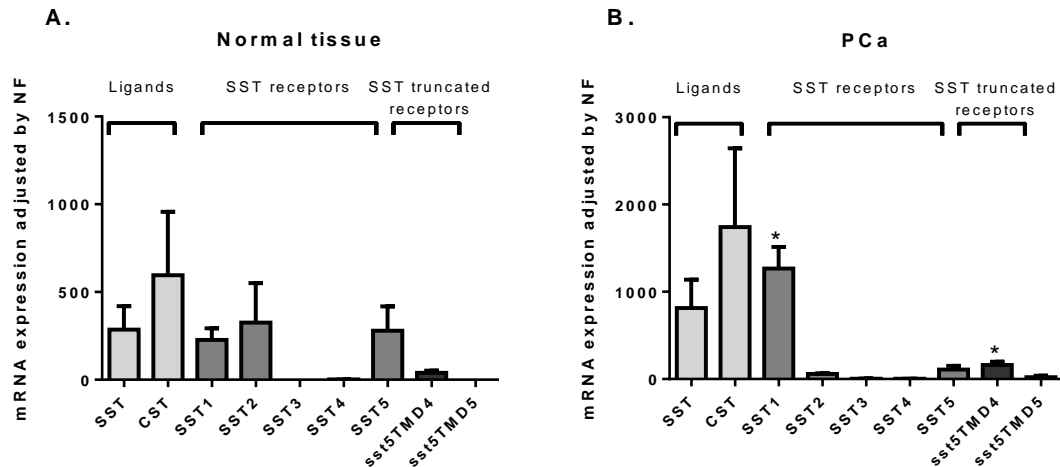 A.
Normal tissue
Ligands
SST receptors
SST truncated
receptors
mRNA expression adjusted by NF
1500
1000
500
0
SST
CST
SST1
SST2
SST3
SST4
SST5
sst5TMD4
sst5TMD5
B.
PCa
Ligands
SST receptors
SST truncated
receptors
mRNA expression adjusted by NF
3000
2000
1000
0
*
*
SST
CST
SST1
SST2
SST3
SST4
SST5
sst5TMD4
sst5TMD5